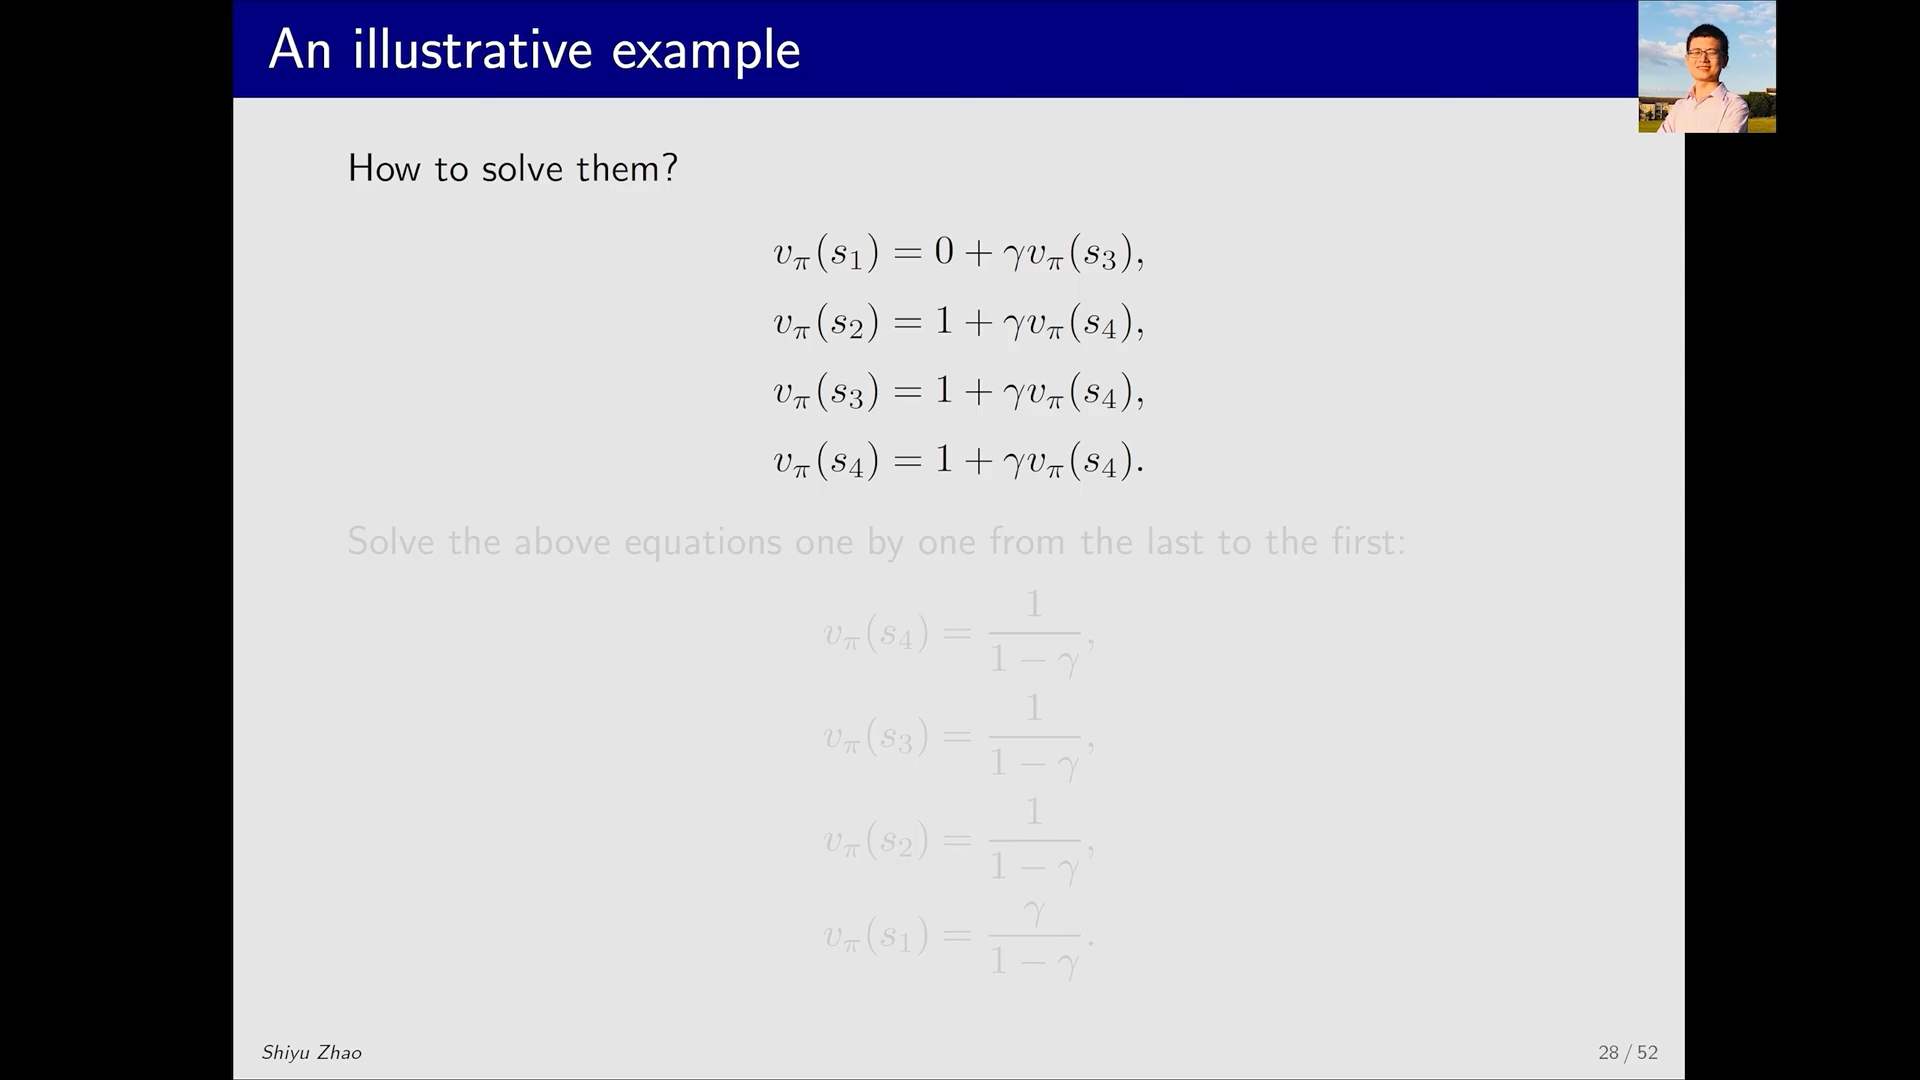 An illustrative example
How to solve them?
vπ(s1) = 0 + γvπ(s3),
vπ(s2) = 1 + γvπ(s4),
vπ(s3) = 1 + γvπ(s4),
vπ(s4) = 1 + γvπ(s4).
Solve the above equations one by one from the last to the first:
vπ(s4) = 1/(1 − γ),
vπ(s3) = 1/(1 − γ),
vπ(s2) = 1/(1 − γ),
vπ(s1) = γ/(1 − γ).
Shiyu Zhao
28 / 52